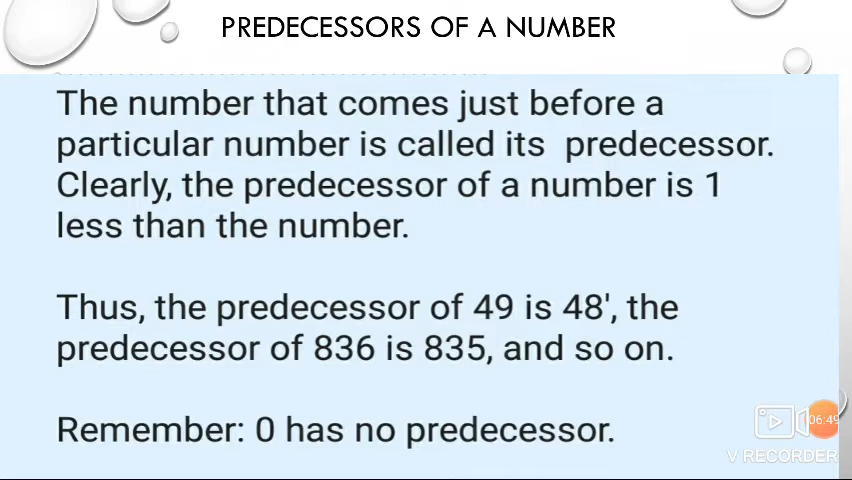 PREDECESSORS OF A NUMBER
The number that comes just before a
particular number is called its predecessor.
Clearly, the predecessor of a number is 1
less than the number.
Thus, the predecessor of 49 is 48', the
predecessor of 836 is 835, and so on.
Remember: 0 has no predecessor.
06:49
V RECORDER